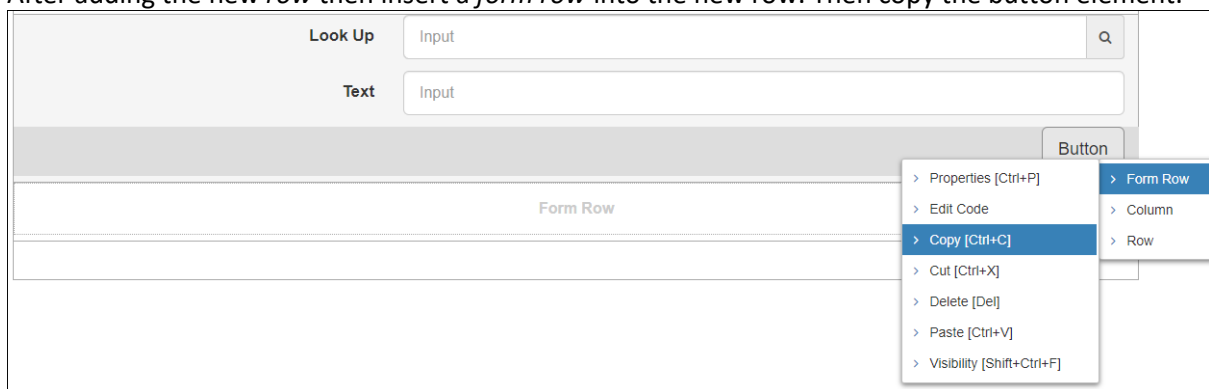 After adding the new row then insert a form row into the new row. Then copy the button element.
Look Up Input
Text Input
Button
Form Row
> Properties [Ctrl+P]
> Edit Code
> Copy [Ctrl+C]
> Cut [Ctrl+X]
> Delete [Del]
> Paste [Ctrl+V]
> Visibility [Shift+Ctrl+F]
> Form Row
> Column
> Row